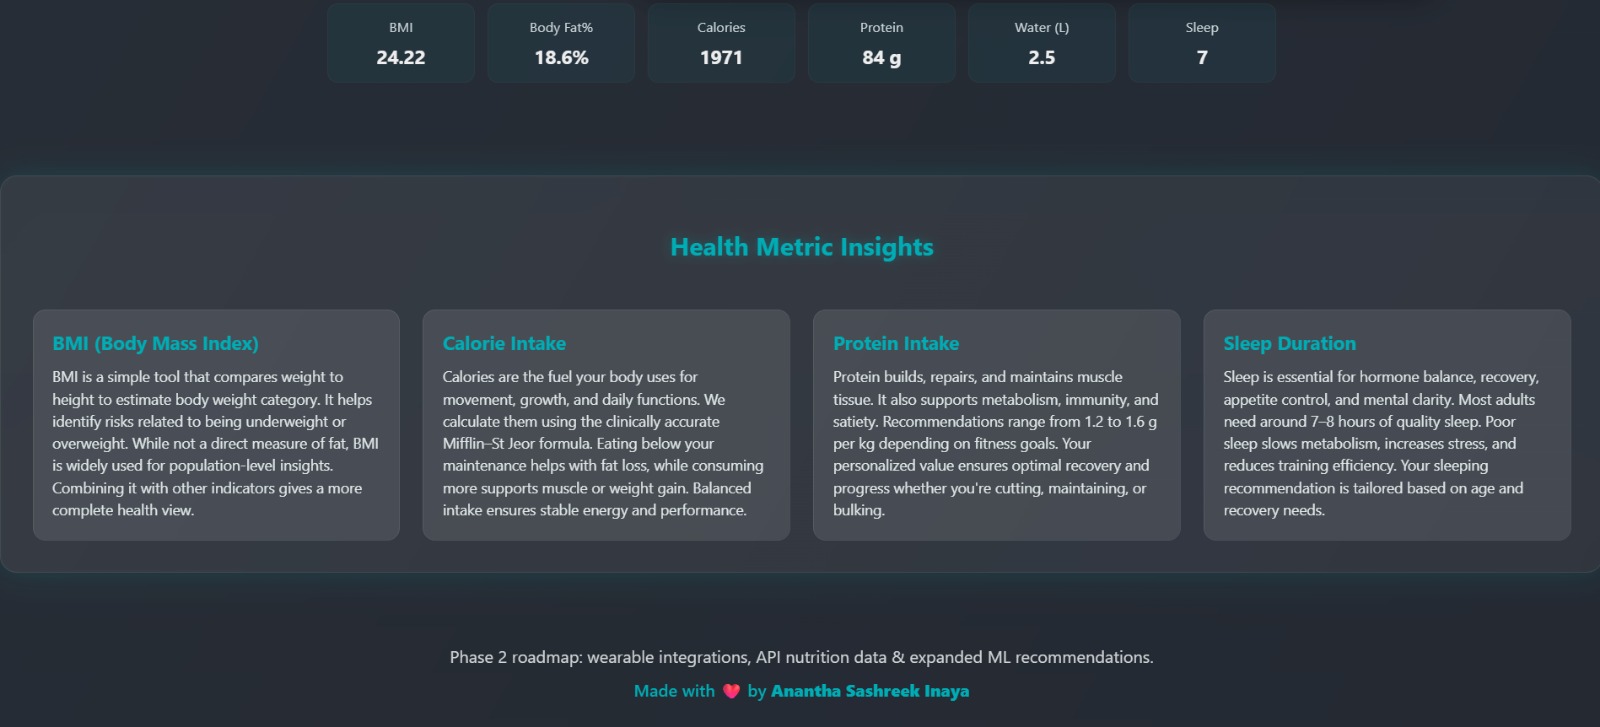 BMI Body Fat% Calories Protein Water (L) Sleep
24.22 18.6% 1971 84 g 2.5 7
Health Metric Insights
BMI (Body Mass Index)
BMI is a simple tool that compares weight to
height to estimate body weight category. It helps
identify risks related to being underweight or
overweight. While not a direct measure of fat, BMI
is widely used for population-level insights.
Combining it with other indicators gives a more
complete health view.
Calorie Intake
Calories are the fuel your body uses for
movement, growth, and daily functions. We
calculate them using the clinically accurate
Mifflin–St Jeor formula. Eating below your
maintenance helps with fat loss, while consuming
more supports muscle or weight gain. Balanced
intake ensures stable energy and performance.
Protein Intake
Protein builds, repairs, and maintains muscle
tissue. It also supports metabolism, immunity, and
satiety. Recommendations range from 1.2 to 1.6 g
per kg depending on fitness goals. Your
personalized value ensures optimal recovery and
progress whether you're cutting, maintaining, or
bulking.
Sleep Duration
Sleep is essential for hormone balance, recovery,
appetite control, and mental clarity. Most adults
need around 7–8 hours of quality sleep. Poor
sleep slows metabolism, increases stress, and
reduces training efficiency. Your sleeping
recommendation is tailored based on age and
recovery needs.
Phase 2 roadmap: wearable integrations, API nutrition data & expanded ML recommendations.
Made with ❤️ by Anantha Sashreek Inaya